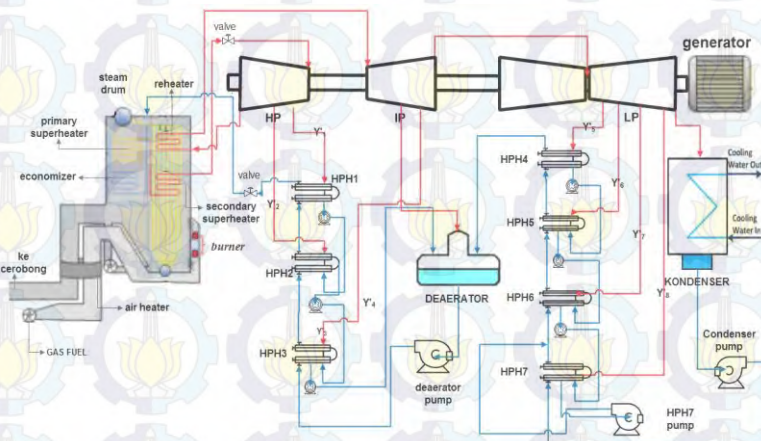 valve
generator
steam
drum
reheater
HP
IP
LP
primary
superheater
economizer
valve
Y'₁
HPH1
Y'₂
secondary
superheater
burner
HPH2
ke
cerobong
air heater
GAS FUEL
HPH3
Y'₄
DEAERATOR
deaerator
pump
Y'₅
HPH4
Y'₆
HPH5
Y'₇
HPH6
Y'₈
HPH7
HPH7
pump
Cooling
Water Out
Cooling
Water In
KONDENSER
Condenser
pump